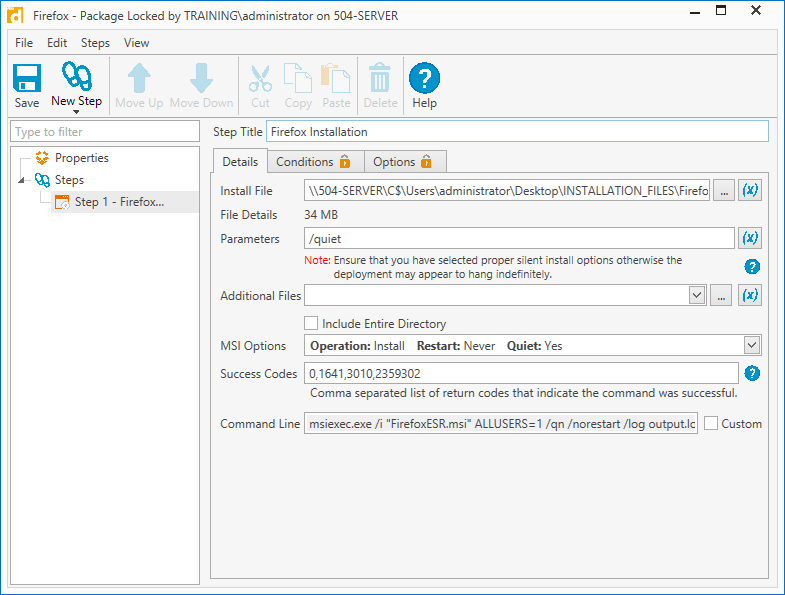 Firefox - Package Locked by TRAINING\administrator on 504-SERVER
File Edit Steps View
Save New Step Move Up Move Down Cut Copy Paste Delete Help
Type to filter
Properties
Steps
Step 1 - Firefox...
Step Title Firefox Installation
Details Conditions Options
Install File \\504-SERVER\C$\Users\administrator\Desktop\INSTALLATION_FILES\Firefo ... (x)
File Details 34 MB
Parameters /quiet (x)
Note: Ensure that you have selected proper silent install options otherwise the
deployment may appear to hang indefinitely. ?
Additional Files ... (x)
Include Entire Directory
MSI Options Operation: Install Restart: Never Quiet: Yes
Success Codes 0,1641,3010,2359302 ?
Comma separated list of return codes that indicate the command was successful.
Command Line msiexec.exe /i "FirefoxESR.msi" ALLUSERS=1 /qn /norestart /log output.lo Custom